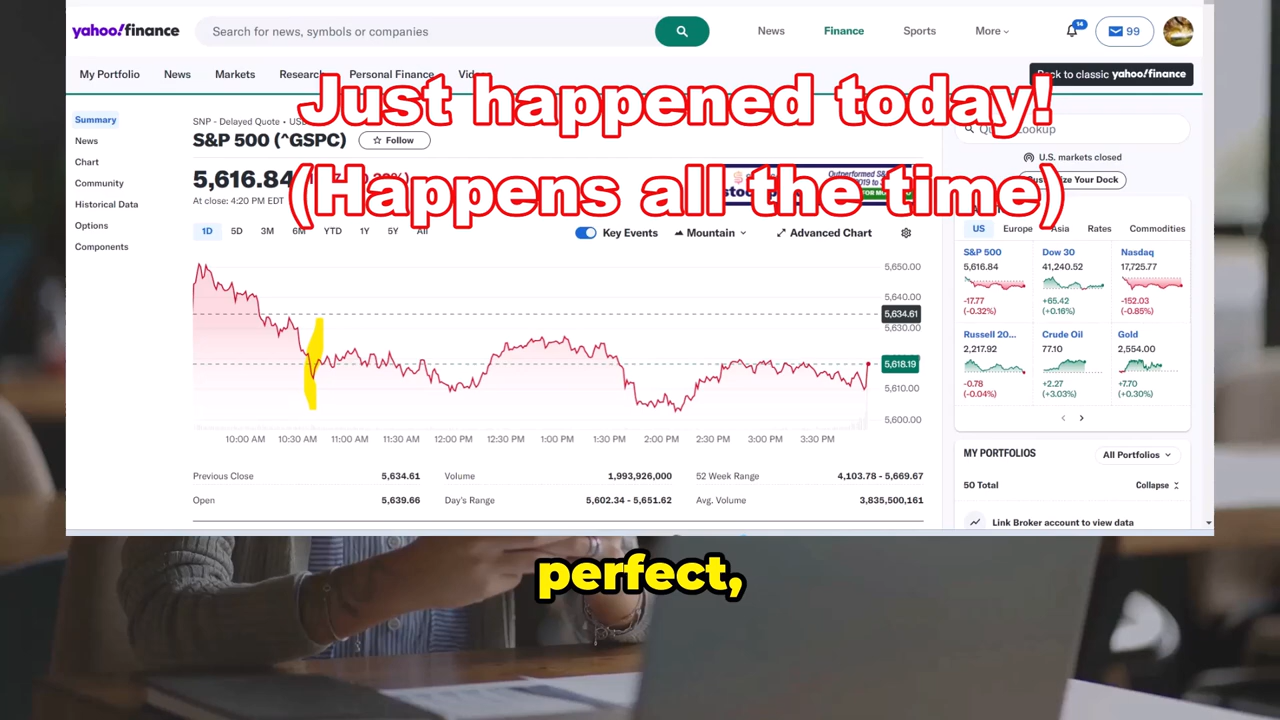 yahoo!finance
Search for news, symbols or companies
News
Finance
Sports
More
14
99
My Portfolio
News
Markets
Research
Personal Finance
Back to classic yahoo!finance
Just happened today!
(Happens all the time)
Summary
News
Chart
Community
Historical Data
Options
Components
SNP - Delayed Quote •
S&P 500 (^GSPC)
Follow
5,616.84
At close: 4:20 PM EDT
1D
5D
3M
6M
YTD
1Y
5Y
All
Key Events
Mountain
Advanced Chart
5,650.00
5,640.00
5,634.61
5,630.00
5,618.19
5,610.00
5,600.00
10:00 AM
10:30 AM
11:00 AM
11:30 AM
12:00 PM
12:30 PM
1:00 PM
1:30 PM
2:00 PM
2:30 PM
3:00 PM
3:30 PM
Previous Close 5,634.61
Volume 1,993,926,000
52 Week Range 4,103.78 - 5,669.67
Open 5,639.66
Day's Range 5,602.34 - 5,651.62
Avg. Volume 3,835,500,161
Lookup
U.S. markets closed
Your Dock
US
Europe
Asia
Rates
Commodities
S&P 500
5,616.84
-17.77
(-0.32%)
Dow 30
41,240.52
+65.42
(+0.16%)
Nasdaq
17,725.77
-152.03
(-0.85%)
Russell 20...
2,217.92
-0.78
(-0.04%)
Crude Oil
77.10
+2.27
(+3.03%)
Gold
2,554.00
+7.70
(+0.30%)
MY PORTFOLIOS
All Portfolios
50 Total
Collapse
Link Broker account to view data
perfect,